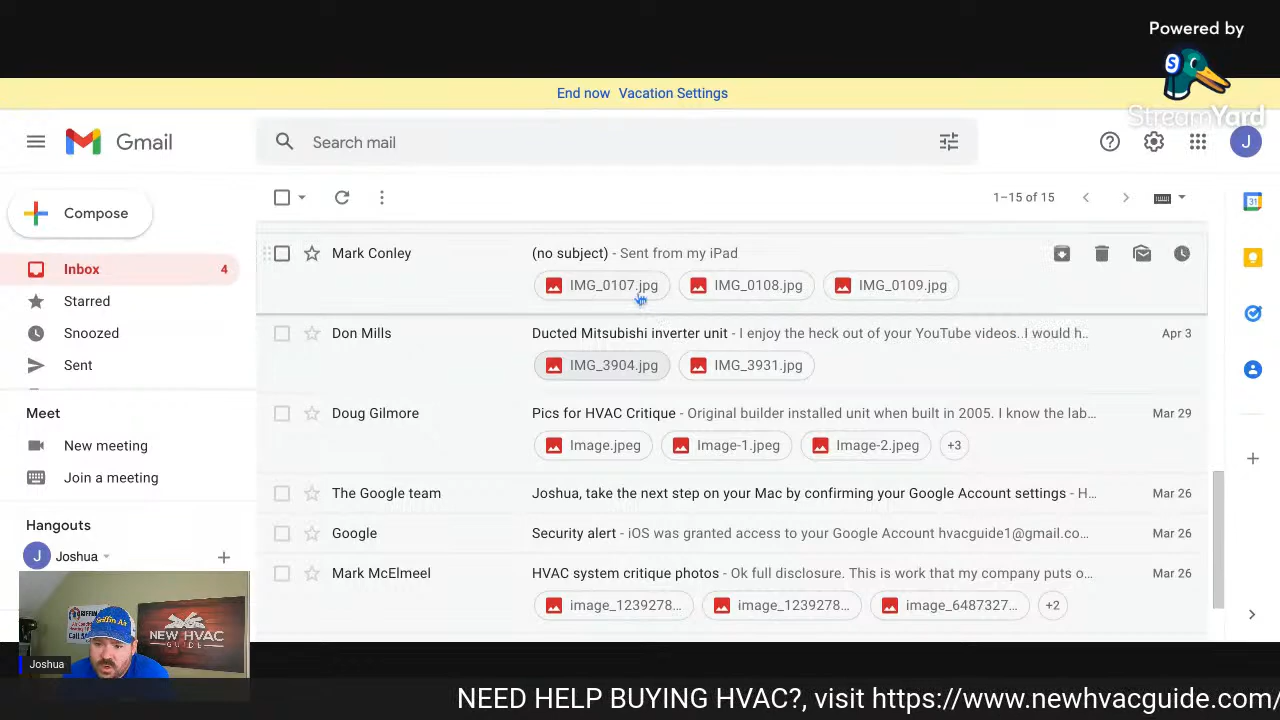 Powered by
S
StreamYard
End now Vacation Settings
Gmail
Search mail
J
Compose
1–15 of 15
31
Inbox 4
Starred
Snoozed
Sent
Mark Conley (no subject) - Sent from my iPad
IMG_0107.jpg IMG_0108.jpg IMG_0109.jpg
Don Mills Ducted Mitsubishi inverter unit - I enjoy the heck out of your YouTube videos..I would h... Apr 3
IMG_3904.jpg IMG_3931.jpg
Doug Gilmore Pics for HVAC Critique - Original builder installed unit when built in 2005. I know the lab... Mar 29
Image.jpeg Image-1.jpeg Image-2.jpeg +3
The Google team Joshua, take the next step on your Mac by confirming your Google Account settings - H... Mar 26
Google Security alert - iOS was granted access to your Google Account hvacguide1@gmail.co... Mar 26
Mark McElmeel HVAC system critique photos - Ok full disclosure. This is work that my company puts o... Mar 26
image_1239278... image_1239278... image_6487327... +2
Meet
New meeting
Join a meeting
Hangouts
J Joshua
Griffin Air
NEW HVAC
GUIDE
Joshua
NEED HELP BUYING HVAC?, visit https://www.newhvacguide.com/